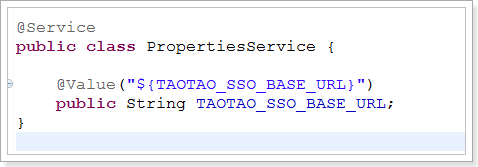 @Service
public class PropertiesService {
@Value("${TAOTAO_SSO_BASE_URL}")
public String TAOTAO_SSO_BASE_URL;
}